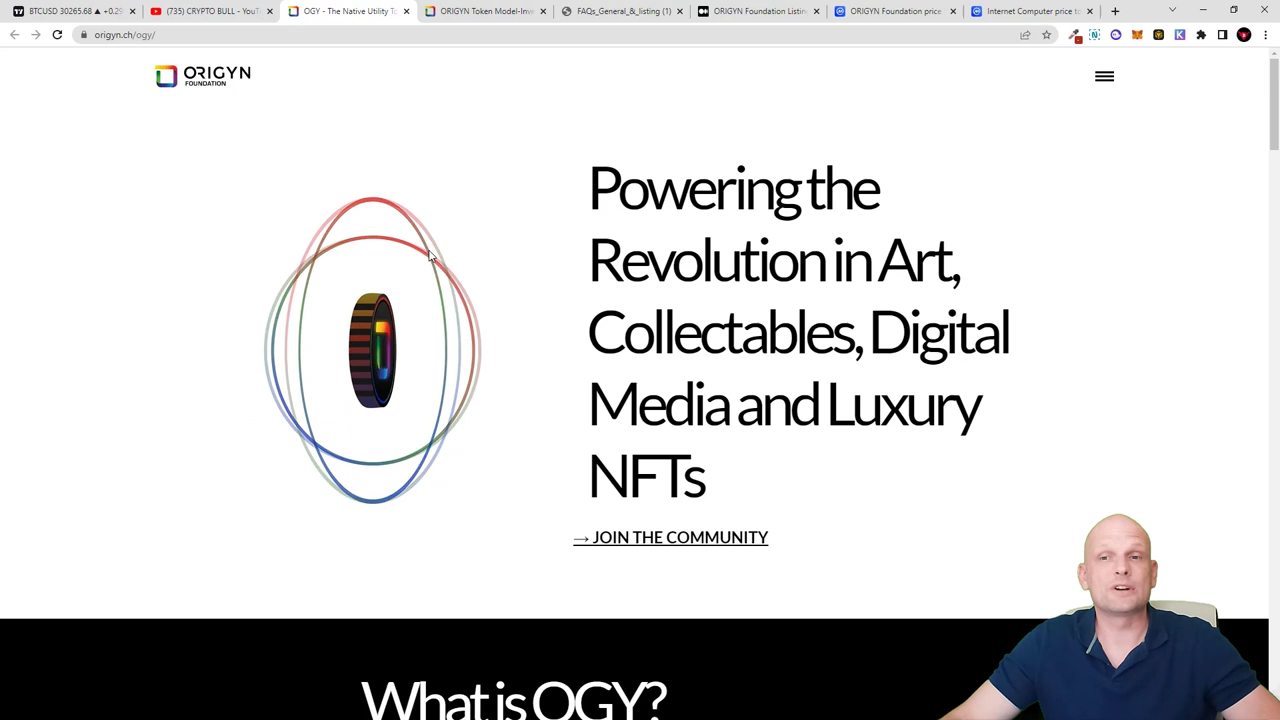 BTCUSD 30265.68 ▲ +0.2
(735) CRYPTO BULL - YouT
OGY - The Native Utility To
ORIGYN Token Model-Inv
FAQs_General_&_listing (1)
ORIGYN Foundation Listin
ORIGYN Foundation price
Internet Computer price to
origyn.ch/ogy/
ORIGYN
FOUNDATION
Powering the
Revolution in Art,
Collectables, Digital
Media and Luxury
NFTs
→ JOIN THE COMMUNITY
What is OGY?